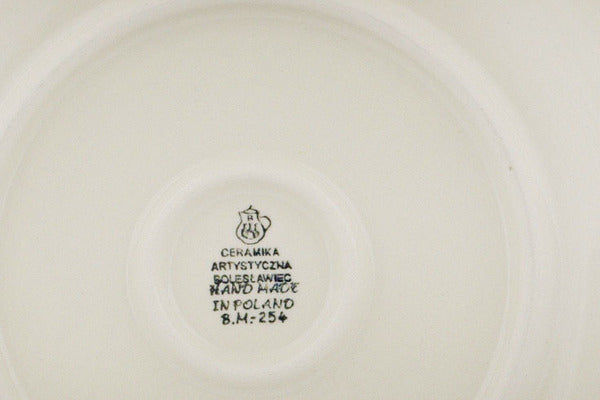 CERAMIKA
ARTYSTYCZNA
BOLESŁAWIEC
HAND MADE
IN POLAND
B.M.-254